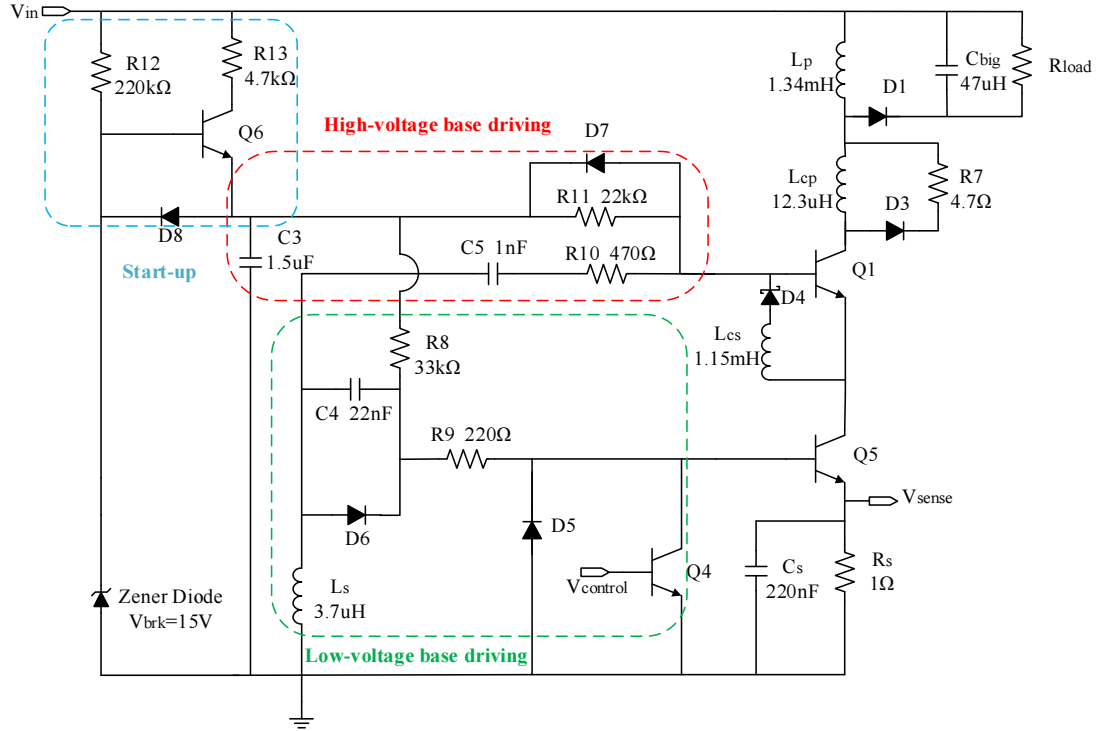 Vin
R12
220kΩ
R13
4.7kΩ
Q6
High-voltage base driving
D7
R11 22kΩ
Lp
1.34mH
D1
Cbig
47uH
Rload
Lcp
12.3uH
R7
4.7Ω
D3
D8
Start-up
C3
1.5uF
C5 1nF
R10 470Ω
Q1
D4
Lcs
1.15mH
R8
33kΩ
C4 22nF
R9 220Ω
Q5
Vsense
D6
D5
Q4
Vcontrol
Cs
220nF
Rs
1Ω
Zener Diode
Vbrk=15V
Ls
3.7uH
Low-voltage base driving